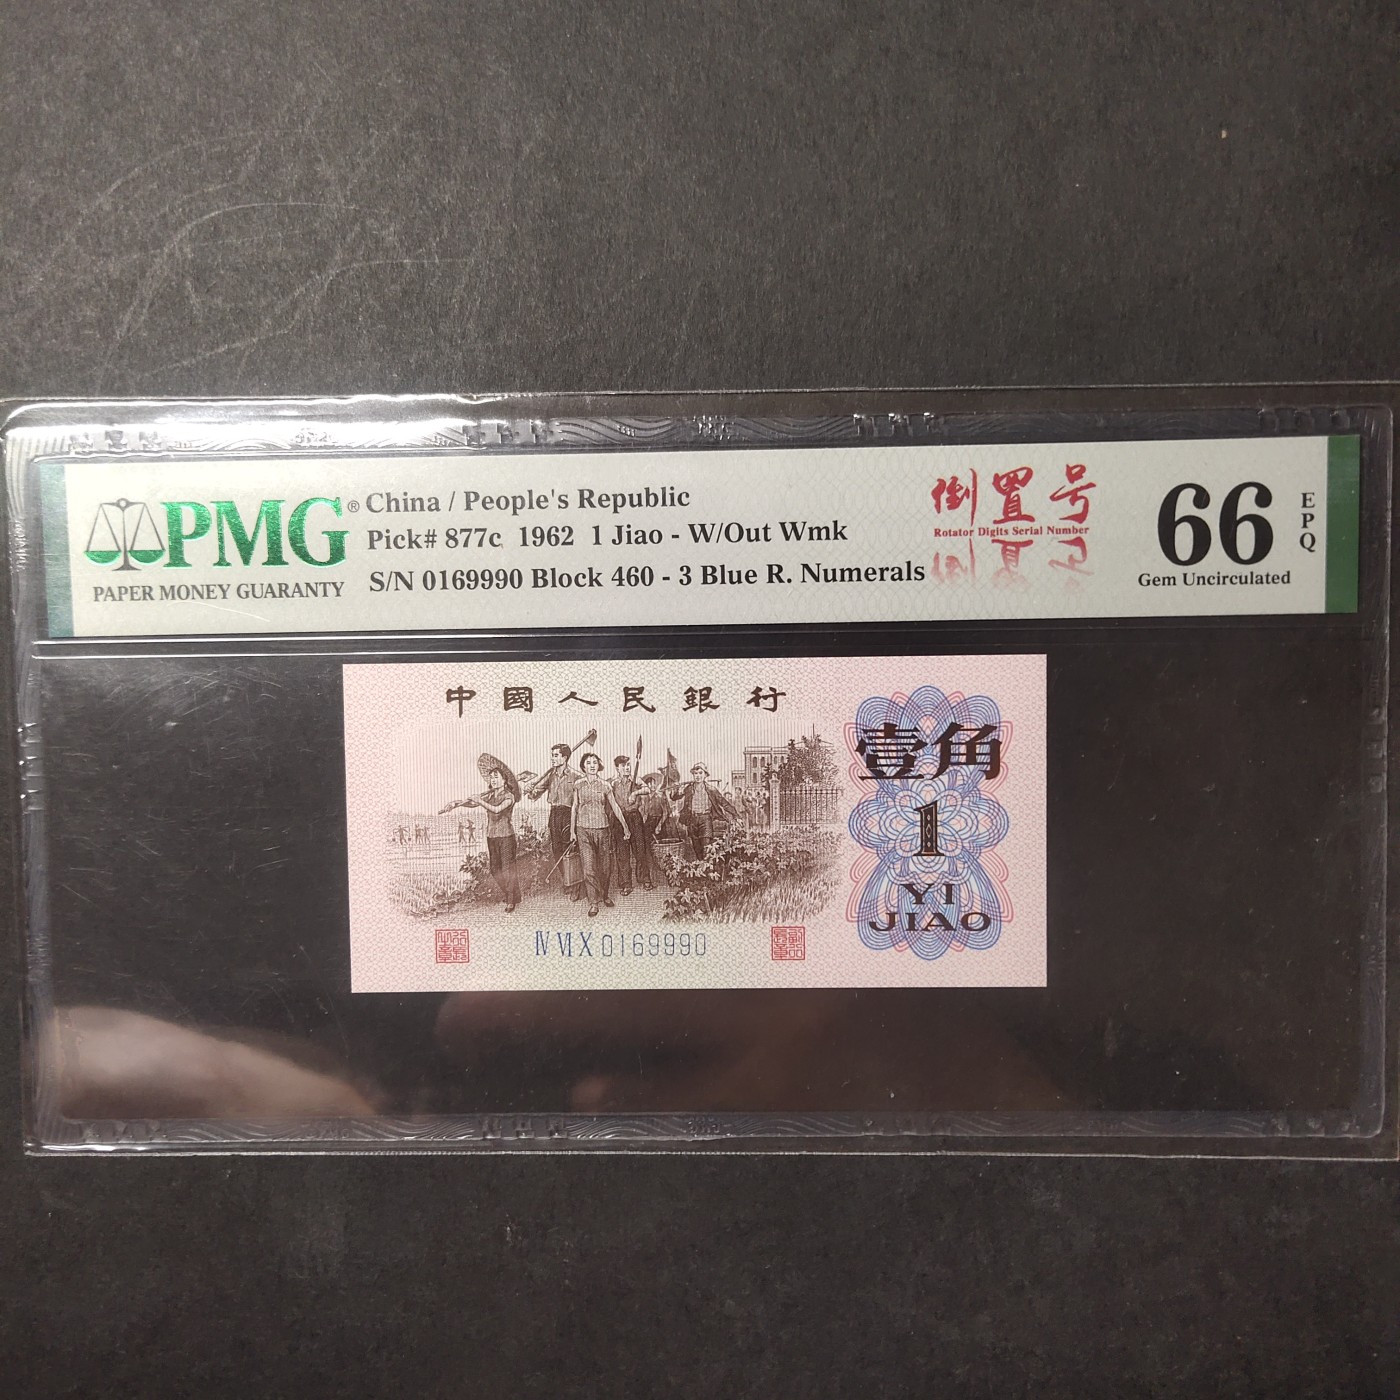 PMG®
PAPER MONEY GUARANTY
China / People's Republic
Pick# 877c 1962 1 Jiao - W/Out Wmk
S/N 0169990 Block 460 - 3 Blue R. Numerals
倒置号
Rotator Digits Serial Number
66
EPQ
Gem Uncirculated
中國人民銀行
壹角
1
YI
JIAO
Ⅳ Ⅵ Ⅹ 0169990